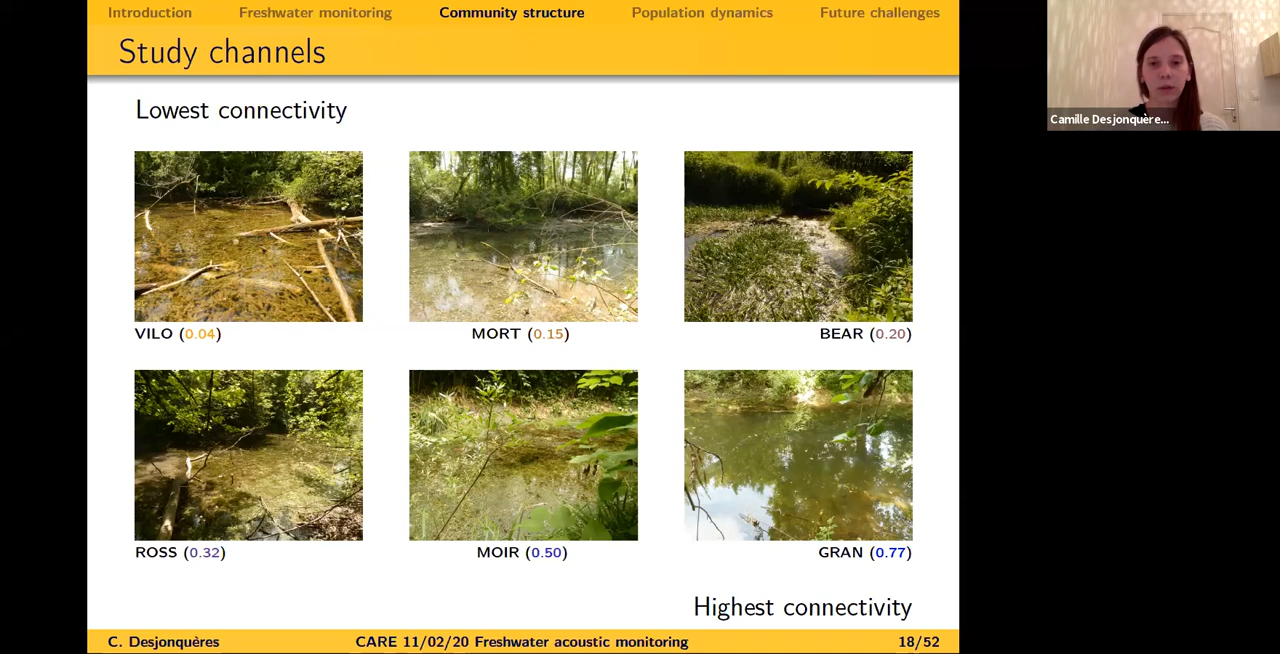 Introduction Freshwater monitoring Community structure Population dynamics Future challenges
Study channels
Camille Desjonquère...
Lowest connectivity
VILO (0.04) MORT (0.15) BEAR (0.20)
ROSS (0.32) MOIR (0.50) GRAN (0.77)
Highest connectivity
C. Desjonquères CARE 11/02/20 Freshwater acoustic monitoring 18/52